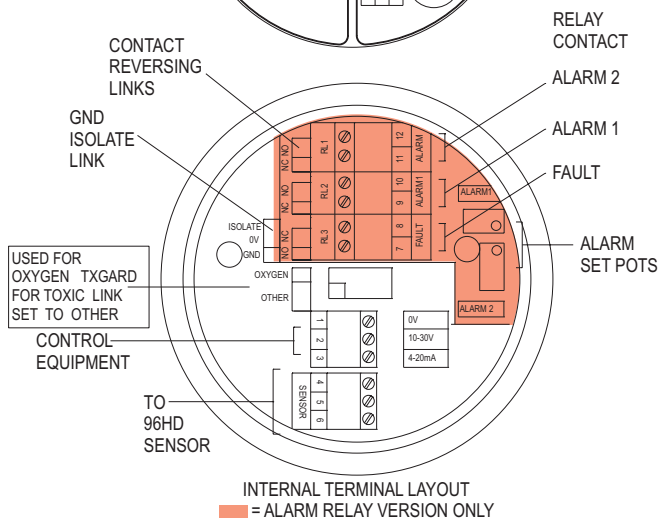 RELAY
CONTACT
CONTACT
REVERSING
LINKS
ALARM 2
GND
ISOLATE
LINK
ALARM 1
FAULT
NC NO
RL1
12
11
ALARM
NC NO
RL2
10
9
ALARM1
ALARM1
NO NC
RL3
8
7
FAULT
ISOLATE
0V
GND
ALARM
SET POTS
USED FOR
OXYGEN TXGARD
FOR TOXIC LINK
SET TO OTHER
OXYGEN
OTHER
ALARM 2
CONTROL
EQUIPMENT
1
2
3
0V
10-30V
4-20mA
TO
96HD
SENSOR
SENSOR
4
5
6
INTERNAL TERMINAL LAYOUT
= ALARM RELAY VERSION ONLY